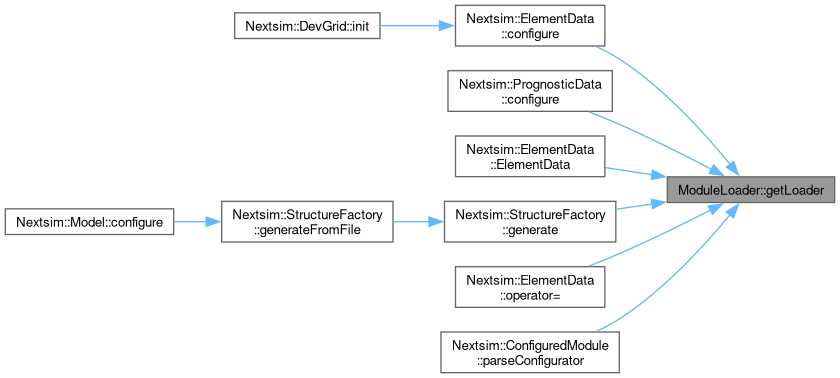 Nextsim::DevGrid::init
Nextsim::ElementData
::configure
Nextsim::PrognosticData
::configure
Nextsim::ElementData
::ElementData
ModuleLoader::getLoader
Nextsim::Model::configure
Nextsim::StructureFactory
::generateFromFile
Nextsim::StructureFactory
::generate
Nextsim::ElementData
::operator=
Nextsim::ConfiguredModule
::parseConfigurator